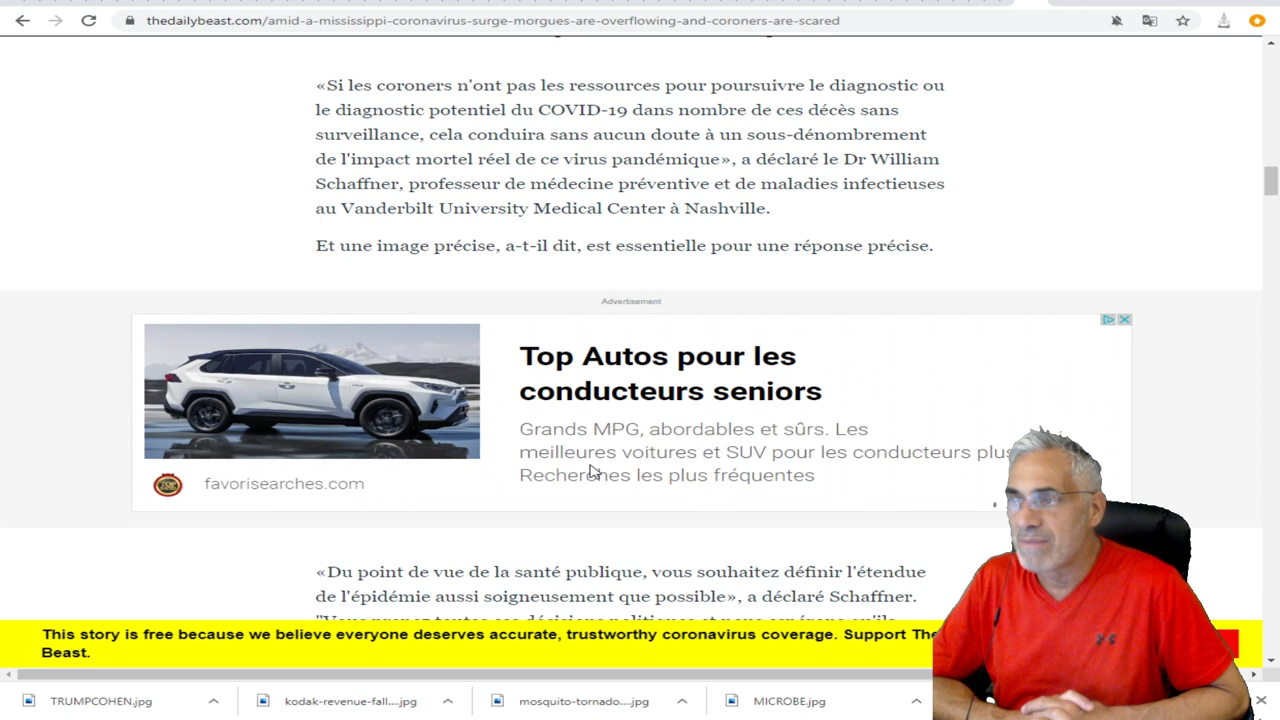 thedailybeast.com/amid-a-mississippi-coronavirus-surge-morgues-are-overflowing-and-coroners-are-scared
«Si les coroners n'ont pas les ressources pour poursuivre le diagnostic ou
le diagnostic potentiel du COVID-19 dans nombre de ces décès sans
surveillance, cela conduira sans aucun doute à un sous-dénombrement
de l'impact mortel réel de ce virus pandémique», a déclaré le Dr William
Schaffner, professeur de médecine préventive et de maladies infectieuses
au Vanderbilt University Medical Center à Nashville.
Et une image précise, a-t-il dit, est essentielle pour une réponse précise.
Advertisement
Top Autos pour les
conducteurs seniors
Grands MPG, abordables et sûrs. Les
meilleures voitures et SUV pour les conducteurs plus
Recherches les plus fréquentes
favorisearches.com
«Du point de vue de la santé publique, vous souhaitez définir l'étendue
de l'épidémie aussi soigneusement que possible», a déclaré Schaffner.
This story is free because we believe everyone deserves accurate, trustworthy coronavirus coverage. Support The
Beast.
TRUMPCOHEN.jpg
kodak-revenue-fall....jpg
mosquito-tornado....jpg
MICROBE.jpg